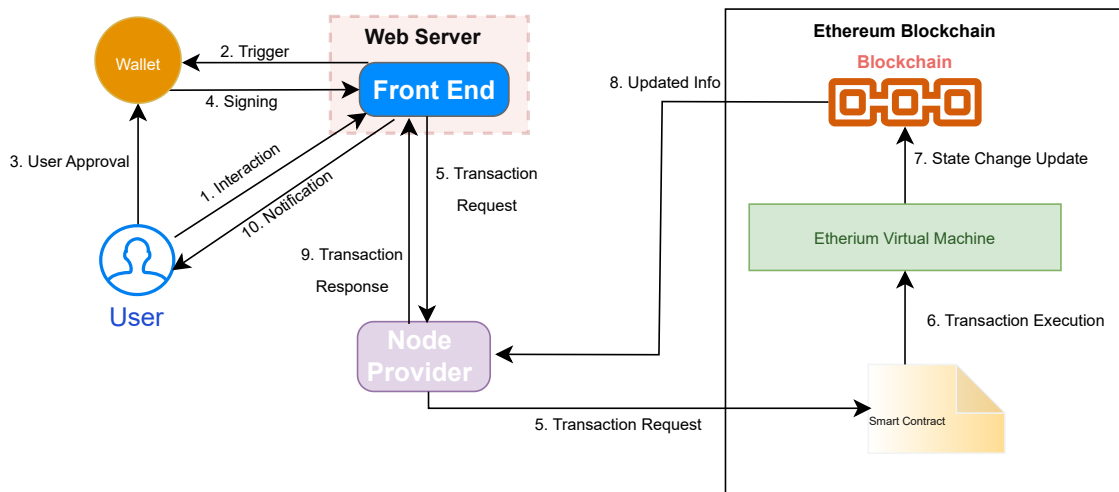 Web Server
Ethereum Blockchain
Wallet
2. Trigger
Front End
4. Signing
Blockchain
8. Updated Info
3. User Approval
1. Interaction
10. Notification
5. Transaction
Request
7. State Change Update
Etherium Virtual Machine
9. Transaction
Response
User
Node
Provider
6. Transaction Execution
5. Transaction Request
Smart Contract